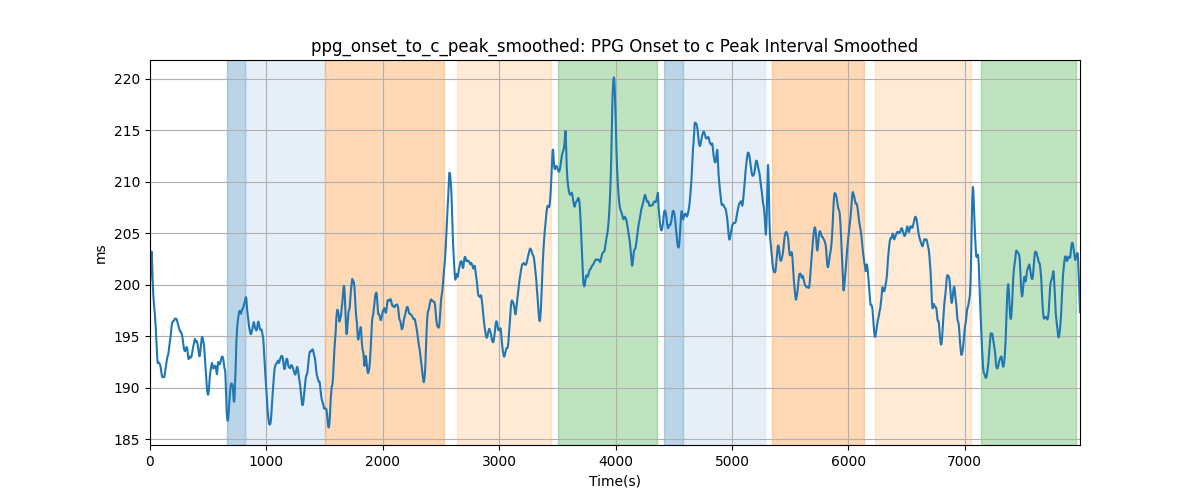 ppg_onset_to_c_peak_smoothed: PPG Onset to c Peak Interval Smoothed
220
215
210
205
200
195
190
185
ms
0 1000 2000 3000 4000 5000 6000 7000
Time(s)